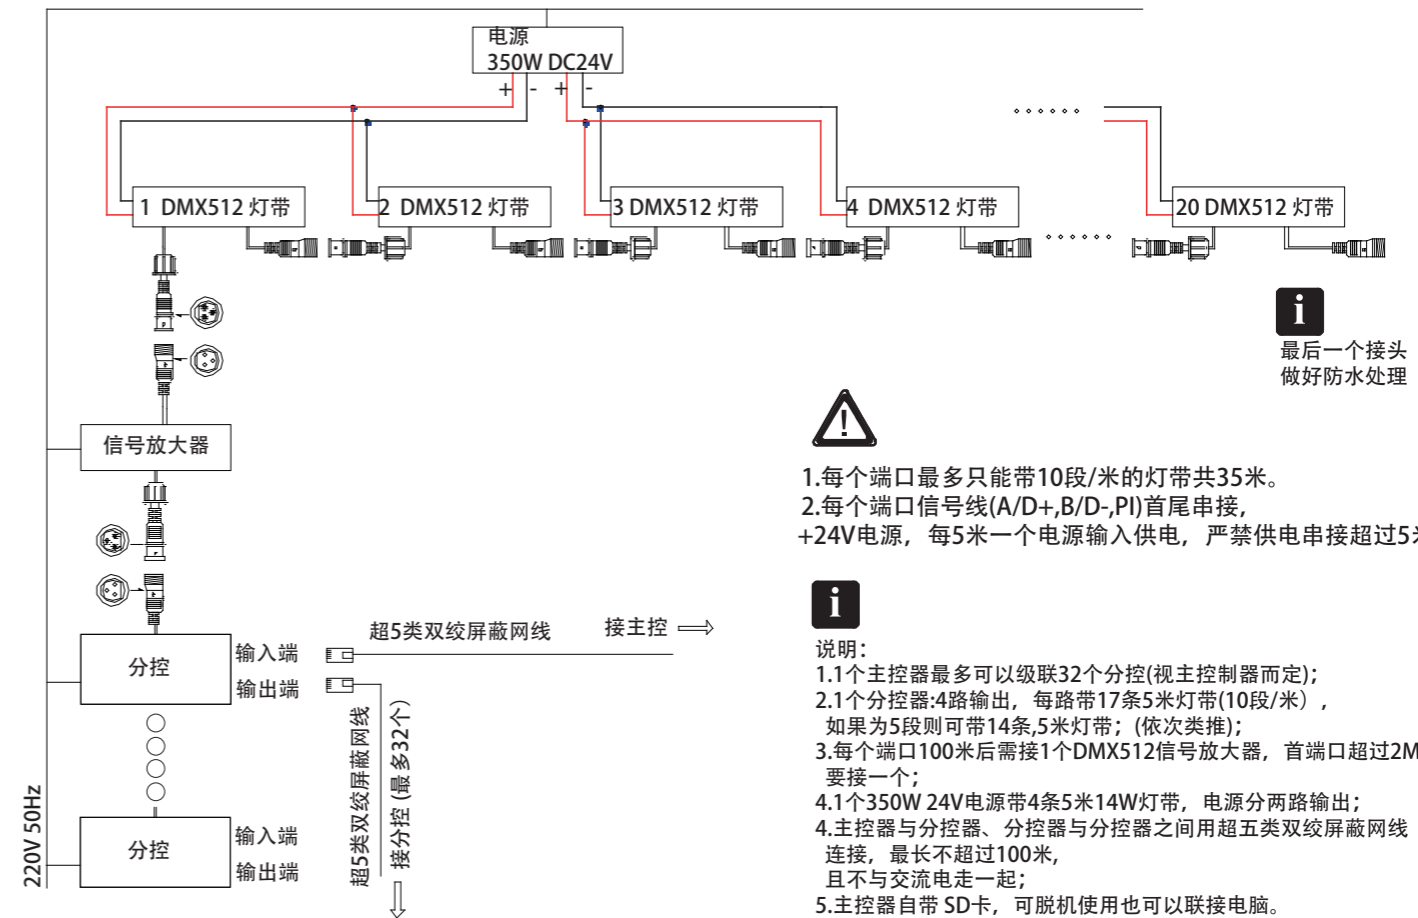 电源
350W DC24V
+ - + -
1 DMX512 灯带
2 DMX512 灯带
3 DMX512 灯带
4 DMX512 灯带
20 DMX512 灯带
i
最后一个接头
做好防水处理
信号放大器
!
1.每个端口最多只能带10段/米的灯带共35米。
2.每个端口信号线(A/D+,B/D-,PI)首尾串接,
+24V电源，每5米一个电源输入供电，严禁供电串接超过5米
分控
输入端
输出端
超5类双绞屏蔽网线
接主控
超5类双绞屏蔽网线
接分控 (最多32个)
220V 50Hz
分控
输入端
输出端
i
说明：
1.1个主控器最多可以级联32个分控(视主控制器而定)；
2.1个分控器:4路输出，每路带17条5米灯带(10段/米），
如果为5段则可带14条,5米灯带；(依次类推)；
3.每个端口100米后需接1个DMX512信号放大器，首端口超过2M
要接一个；
4.1个350W 24V电源带4条5米14W灯带，电源分两路输出；
4.主控器与分控器、分控器与分控器之间用超五类双绞屏蔽网线
连接，最长不超过100米，
且不与交流电走一起；
5.主控器自带 SD卡，可脱机使用也可以联接电脑。